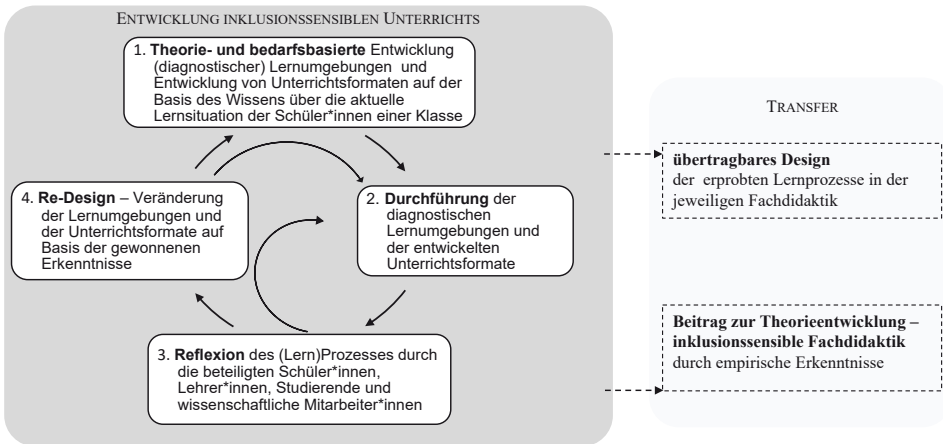 ENTWICKLUNG INKLUSIONSSENSIBLEN UNTERRICHTS
1. Theorie- und bedarfsbasierte Entwicklung
(diagnostischer) Lernumgebungen und
Entwicklung von Unterrichtsformaten auf der
Basis des Wissens über die aktuelle
Lernsituation der Schüler*innen einer Klasse
2. Durchführung der
diagnostischen
Lernumgebungen und
der entwickelten
Unterrichtsformate
3. Reflexion des (Lern)Prozesses durch
die beteiligten Schüler*innen,
Lehrer*innen, Studierende und
wissenschaftliche Mitarbeiter*innen
4. Re-Design – Veränderung
der Lernumgebungen und
der Unterrichtsformate auf
Basis der gewonnenen
Erkenntnisse
TRANSFER
übertragbares Design
der erprobten Lernprozesse in der
jeweiligen Fachdidaktik
Beitrag zur Theorieentwicklung –
inklusionssensible Fachdidaktik
durch empirische Erkenntnisse